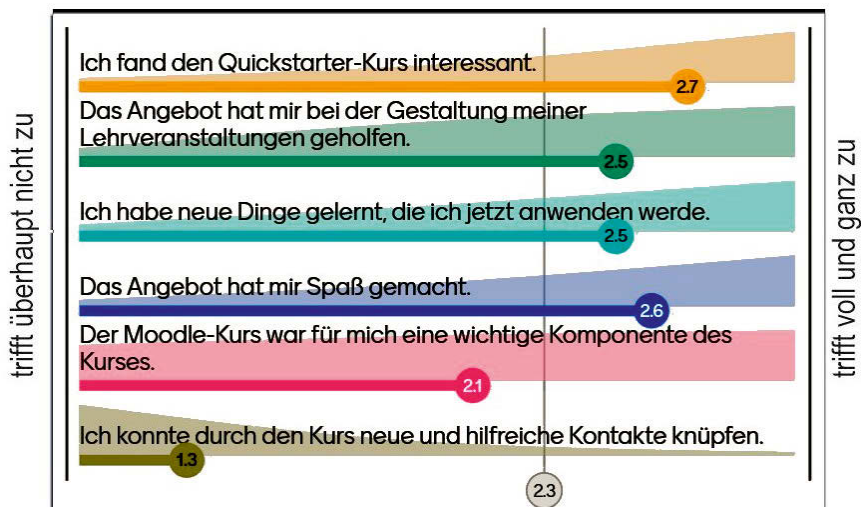 trifft überhaupt nicht zu
Ich fand den Quickstarter-Kurs interessant.
2.7
Das Angebot hat mir bei der Gestaltung meiner
Lehrveranstaltungen geholfen.
2.5
Ich habe neue Dinge gelernt, die ich jetzt anwenden werde.
2.5
Das Angebot hat mir Spaß gemacht.
2.6
Der Moodle-Kurs war für mich eine wichtige Komponente des
Kurses.
2.1
Ich konnte durch den Kurs neue und hilfreiche Kontakte knüpfen.
1.3
2.3
trifft voll und ganz zu